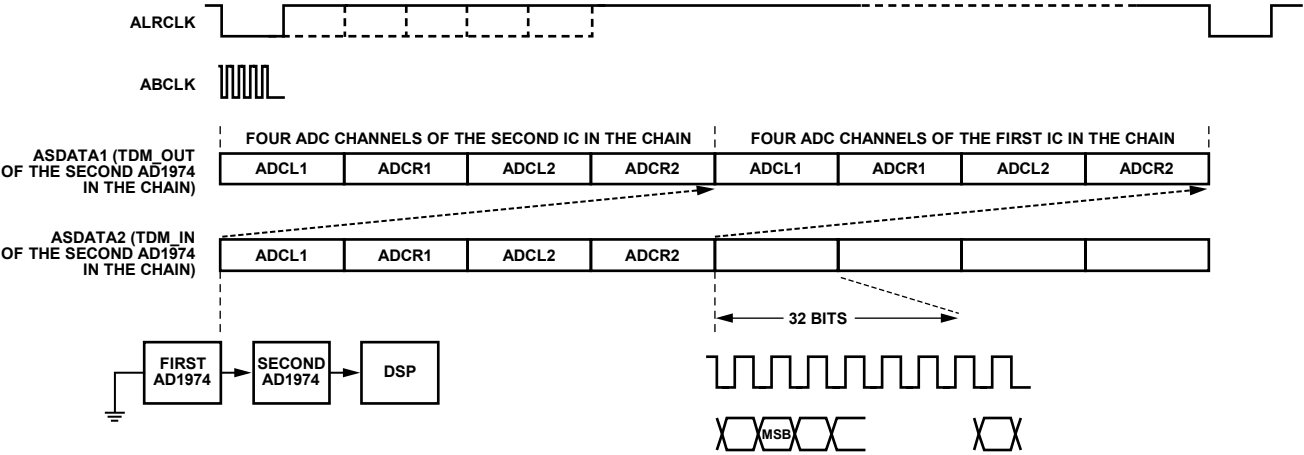 ALRCLK
ABCLK
FOUR ADC CHANNELS OF THE SECOND IC IN THE CHAIN
FOUR ADC CHANNELS OF THE FIRST IC IN THE CHAIN
ASDATA1 (TDM_OUT
OF THE SECOND AD1974
IN THE CHAIN)
ADCL1
ADCR1
ADCL2
ADCR2
ADCL1
ADCR1
ADCL2
ADCR2
ASDATA2 (TDM_IN
OF THE SECOND AD1974
IN THE CHAIN)
ADCL1
ADCR1
ADCL2
ADCR2
32 BITS
FIRST
AD1974
SECOND
AD1974
DSP
MSB